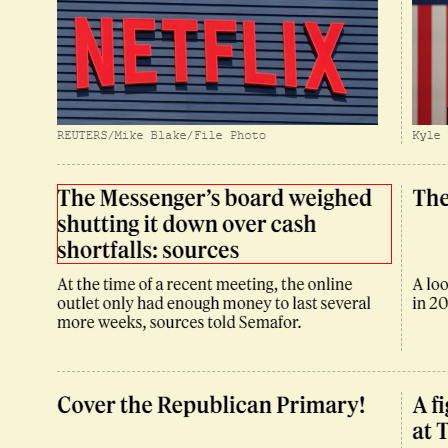 NETFLIX
REUTERS/Mike Blake/File Photo
Kyle
The Messenger’s board weighed
shutting it down over cash
shortfalls: sources
The
At the time of a recent meeting, the online
outlet only had enough money to last several
more weeks, sources told Semafor.
A loo
in 20
Cover the Republican Primary!
A fi
at T